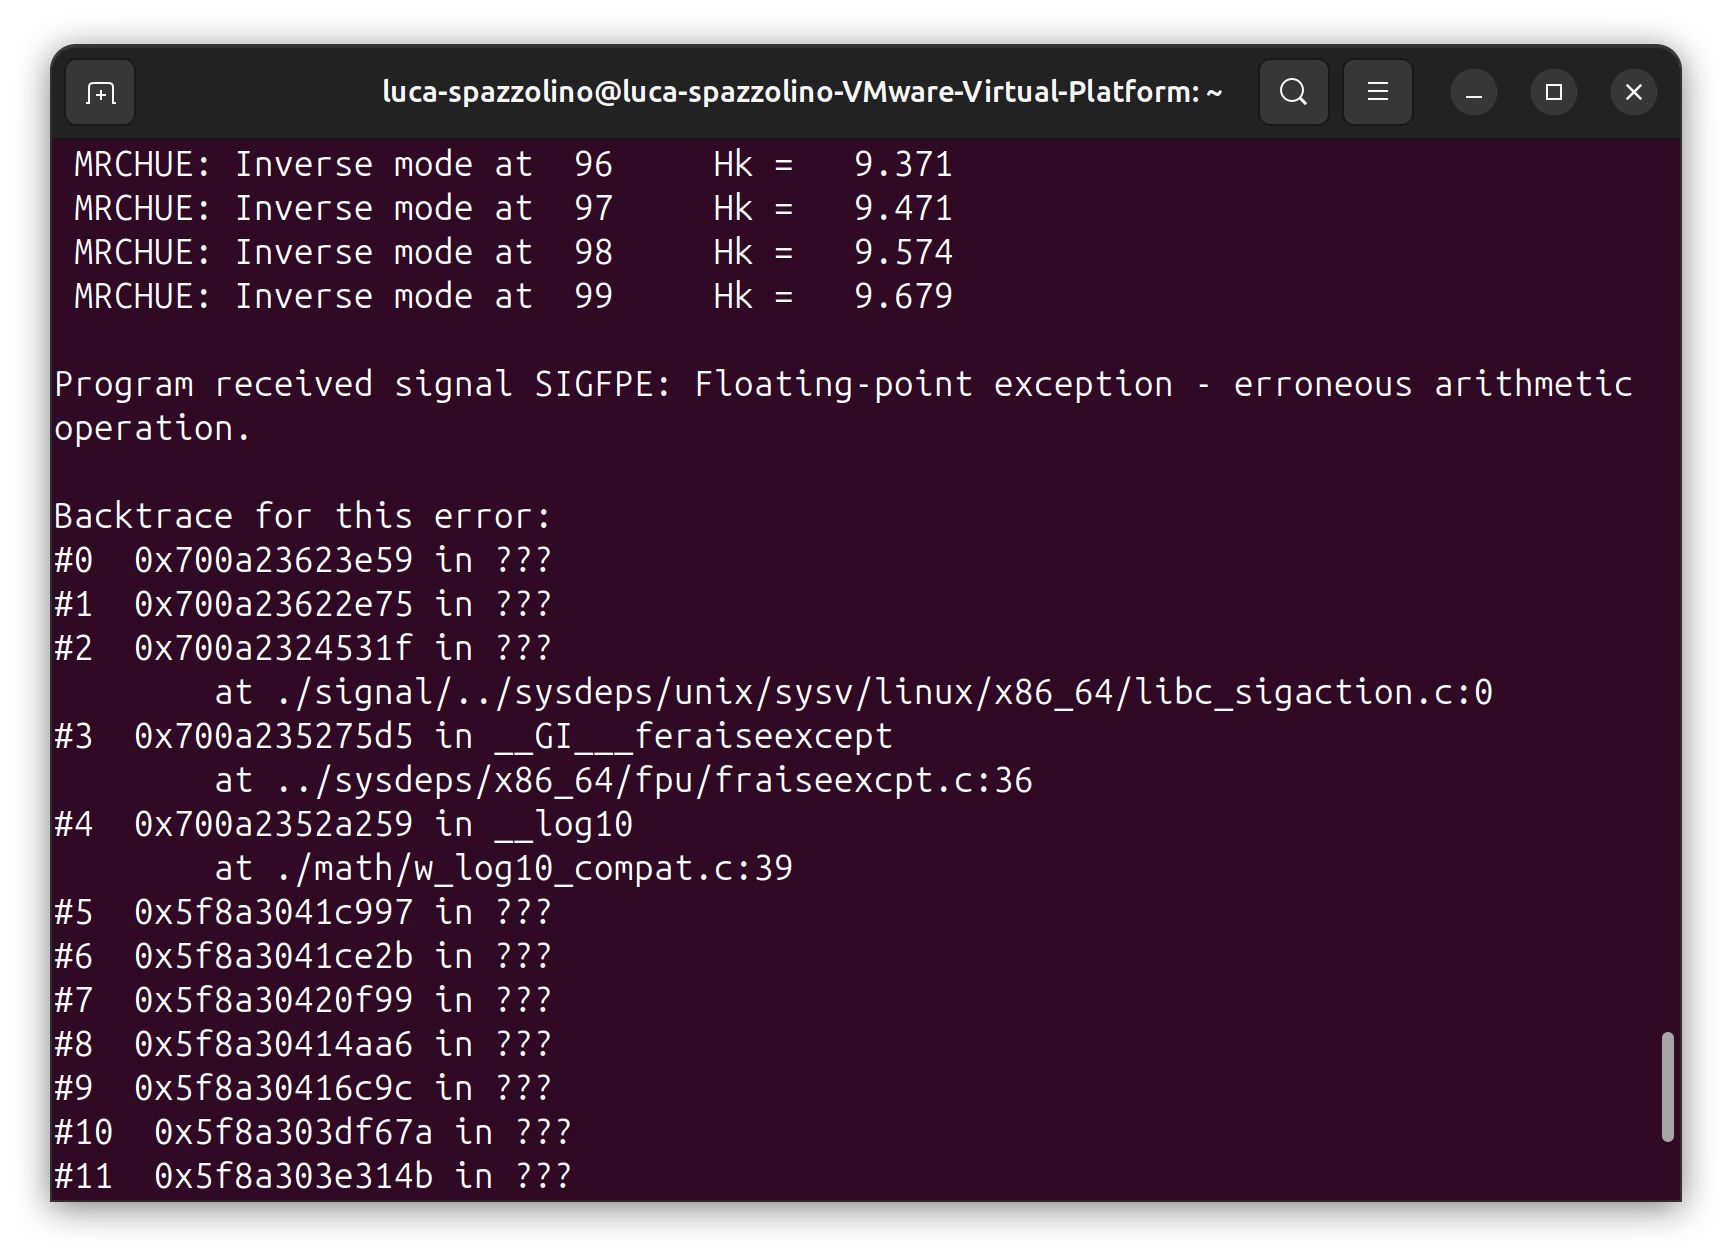 luca-spazzolino@luca-spazzolino-VMware-Virtual-Platform: ~
MRCHUE: Inverse mode at  96     Hk =   9.371
MRCHUE: Inverse mode at  97     Hk =   9.471
MRCHUE: Inverse mode at  98     Hk =   9.574
MRCHUE: Inverse mode at  99     Hk =   9.679
Program received signal SIGFPE: Floating-point exception - erroneous arithmetic
operation.
Backtrace for this error:
#0  0x700a23623e59 in ???
#1  0x700a23622e75 in ???
#2  0x700a2324531f in ???
        at ./signal/../sysdeps/unix/sysv/linux/x86_64/libc_sigaction.c:0
#3  0x700a235275d5 in __GI___feraiseexcept
        at ../sysdeps/x86_64/fpu/fraiseexcpt.c:36
#4  0x700a2352a259 in __log10
        at ./math/w_log10_compat.c:39
#5  0x5f8a3041c997 in ???
#6  0x5f8a3041ce2b in ???
#7  0x5f8a30420f99 in ???
#8  0x5f8a30414aa6 in ???
#9  0x5f8a30416c9c in ???
#10  0x5f8a303df67a in ???
#11  0x5f8a303e314b in ???